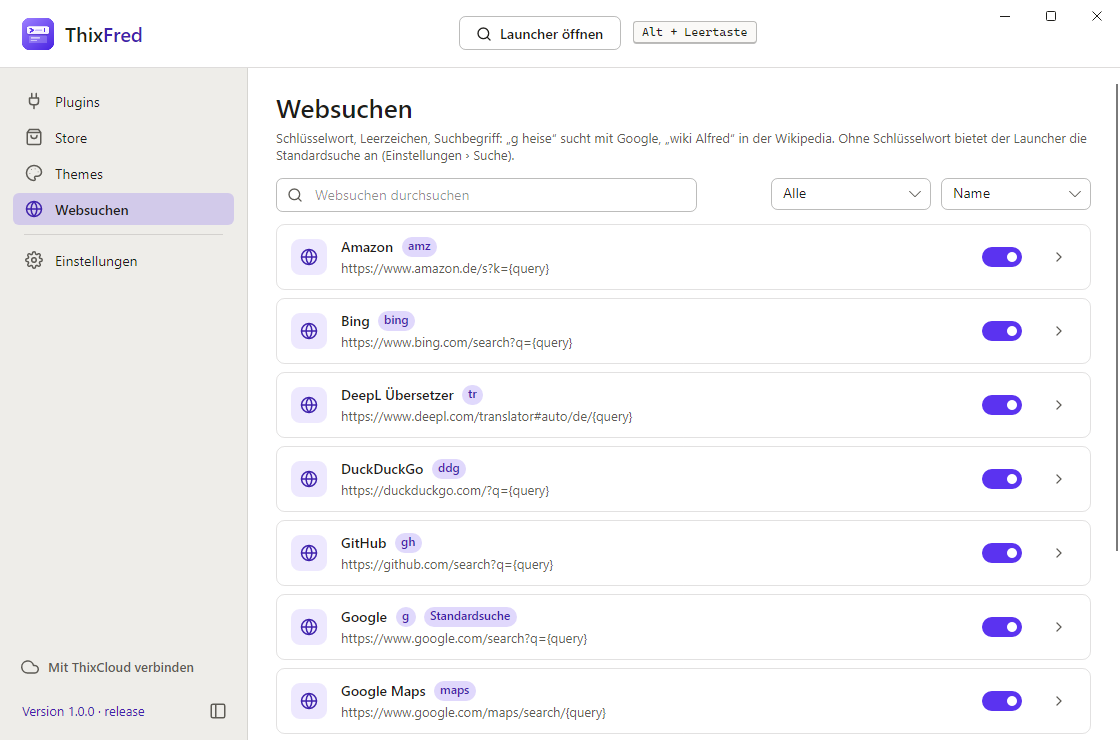 ThixFred
Launcher öffnen
Alt + Leertaste
Plugins
Store
Themes
Websuchen
Einstellungen
Mit ThixCloud verbinden
Version 1.0.0 · release
Websuchen
Schlüsselwort, Leerzeichen, Suchbegriff: „g heise“ sucht mit Google, „wiki Alfred“ in der Wikipedia. Ohne Schlüsselwort bietet der Launcher die
Standardsuche an (Einstellungen › Suche).
Websuchen durchsuchen
Alle
Name
Amazon amz
https://www.amazon.de/s?k={query}
Bing bing
https://www.bing.com/search?q={query}
DeepL Übersetzer tr
https://www.deepl.com/translator#auto/de/{query}
DuckDuckGo ddg
https://duckduckgo.com/?q={query}
GitHub gh
https://github.com/search?q={query}
Google g Standardsuche
https://www.google.com/search?q={query}
Google Maps maps
https://www.google.com/maps/search/{query}